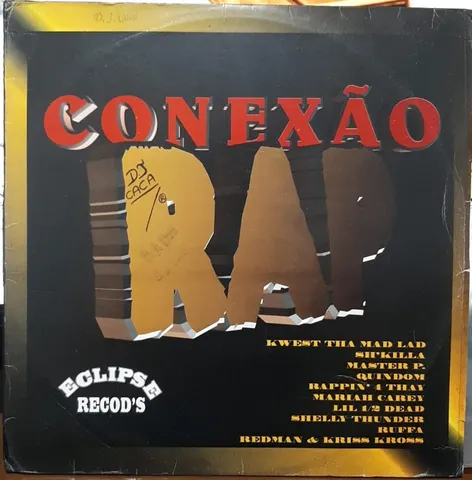 CONEXÃO
RAP
DJ
CACA
KWEST THA MAD LAD
SH'KILLA
MASTER P.
QUINDOM
RAPPIN' 4 THAY
MARIAH CAREY
LIL 1/2 DEAD
SHELLY THUNDER
RUFFA
REDMAN & KRISS KROSS
ECLIPSE
RECOD'S